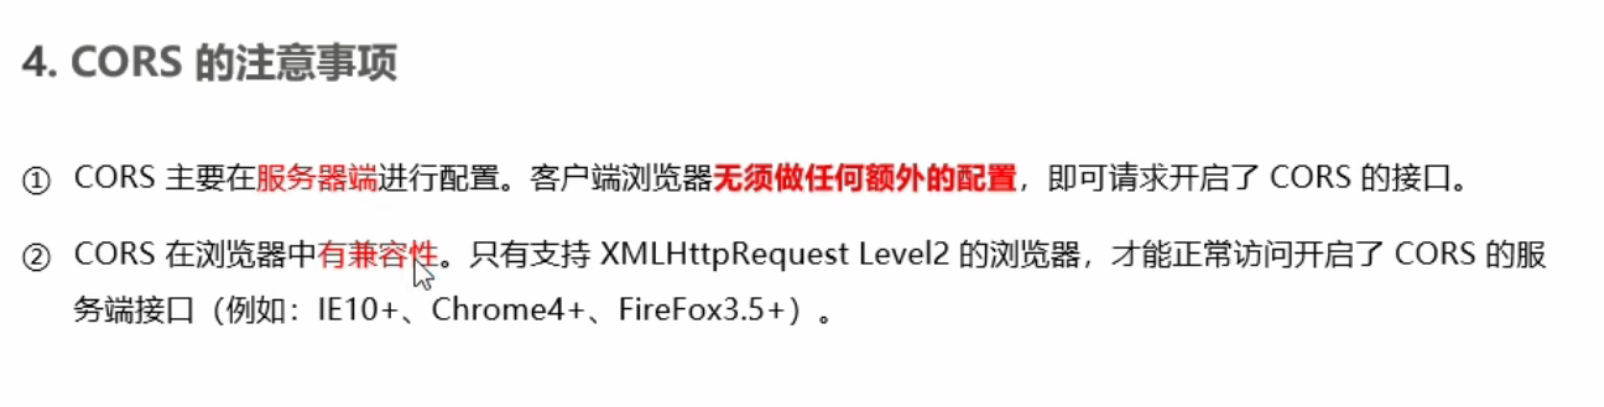 4. CORS 的注意事项
① CORS 主要在服务器端进行配置。客户端浏览器无须做任何额外的配置，即可请求开启了 CORS 的接口。
② CORS 在浏览器中有兼容性。只有支持 XMLHttpRequest Level2 的浏览器，才能正常访问开启了 CORS 的服
务端接口（例如：IE10+、Chrome4+、FireFox3.5+）。